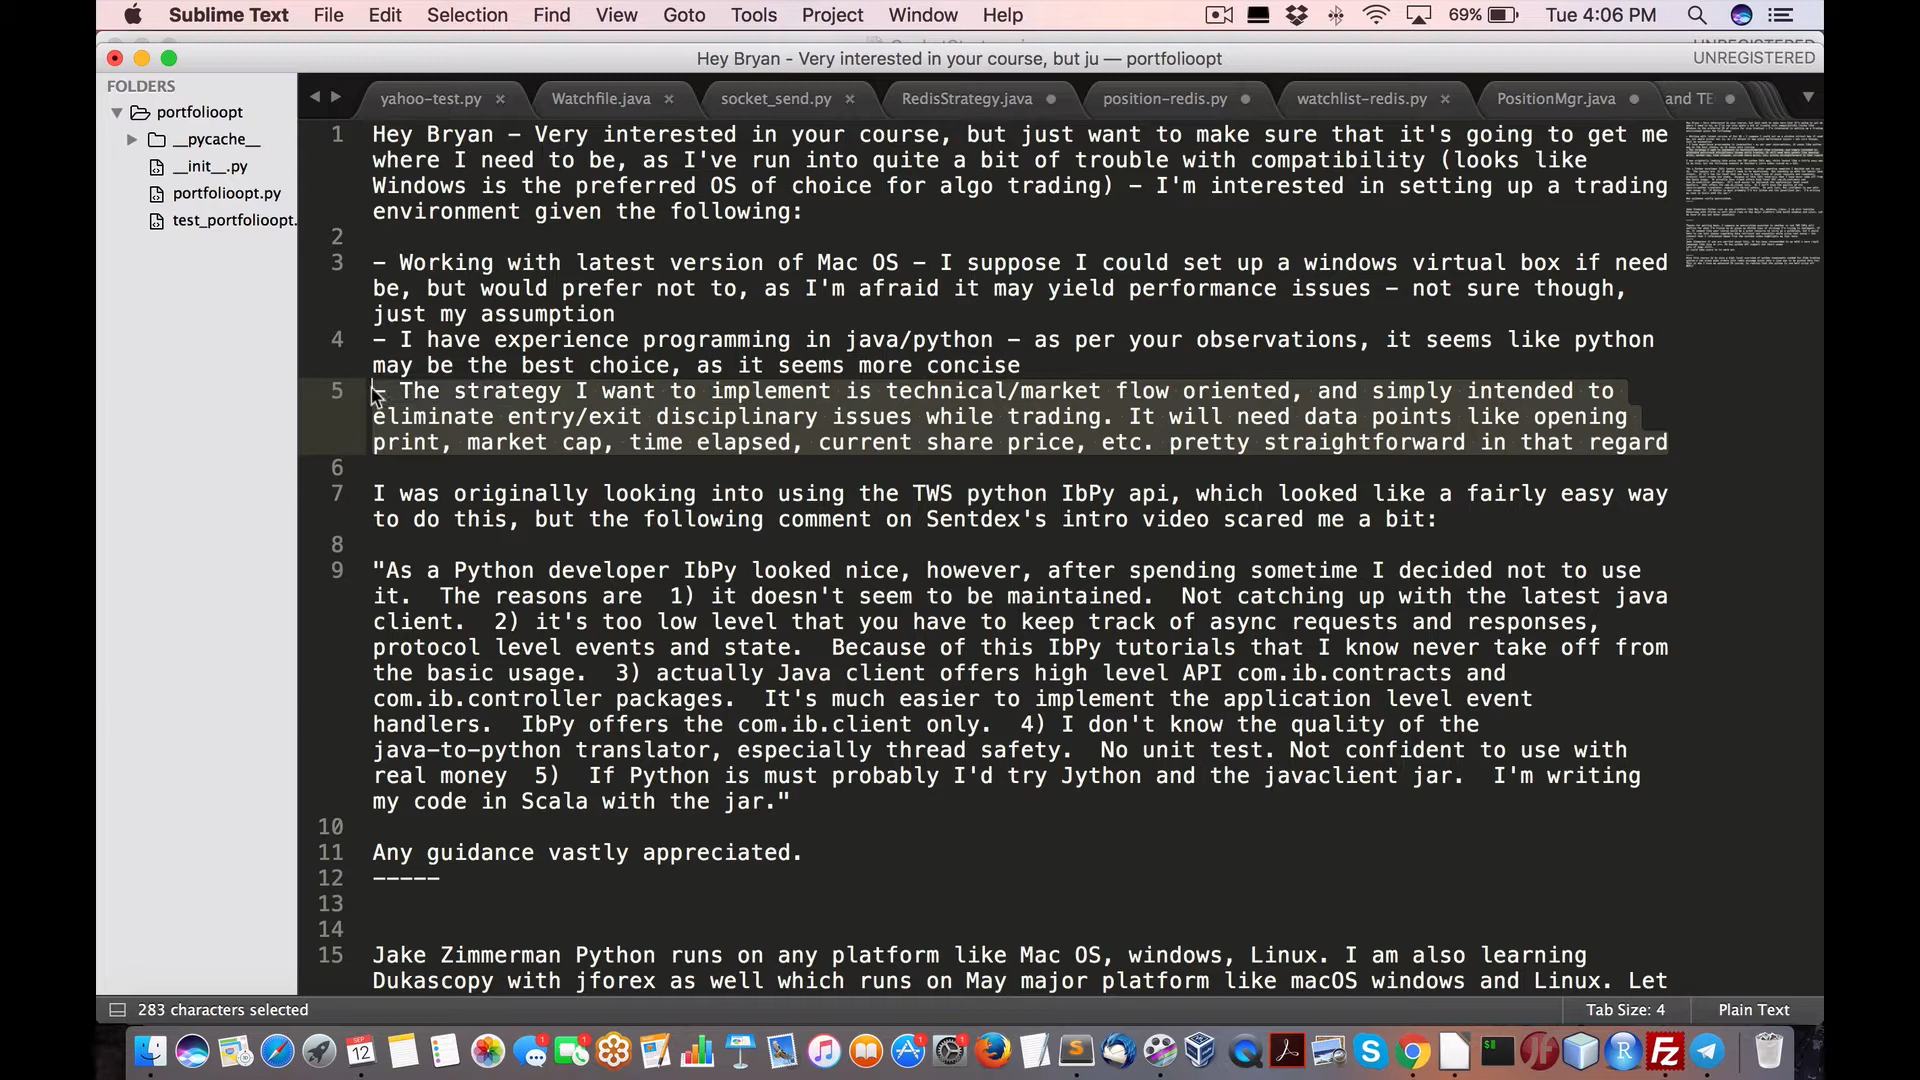 Sublime Text File Edit Selection Find View Goto Tools Project Window Help 69% Tue 4:06 PM
Hey Bryan - Very interested in your course, but ju — portfolioopt
UNREGISTERED
FOLDERS
portfolioopt
__pycache__
__init__.py
portfolioopt.py
test_portfolioopt.
yahoo-test.py Watchfile.java socket_send.py RedisStrategy.java position-redis.py watchlist-redis.py PositionMgr.java and TE
1 Hey Bryan - Very interested in your course, but just want to make sure that it's going to get me
where I need to be, as I've run into quite a bit of trouble with compatibility (looks like
Windows is the preferred OS of choice for algo trading) - I'm interested in setting up a trading
environment given the following:
2
3 - Working with latest version of Mac OS - I suppose I could set up a windows virtual box if need
be, but would prefer not to, as I'm afraid it may yield performance issues - not sure though,
just my assumption
4 - I have experience programming in java/python - as per your observations, it seems like python
may be the best choice, as it seems more concise
5 - The strategy I want to implement is technical/market flow oriented, and simply intended to
eliminate entry/exit disciplinary issues while trading. It will need data points like opening
print, market cap, time elapsed, current share price, etc. pretty straightforward in that regard
6
7 I was originally looking into using the TWS python IbPy api, which looked like a fairly easy way
to do this, but the following comment on Sentdex's intro video scared me a bit:
8
9 "As a Python developer IbPy looked nice, however, after spending sometime I decided not to use
it.  The reasons are  1) it doesn't seem to be maintained.  Not catching up with the latest java
client.  2) it's too low level that you have to keep track of async requests and responses,
protocol level events and state.  Because of this IbPy tutorials that I know never take off from
the basic usage.  3) actually Java client offers high level API com.ib.contracts and
com.ib.controller packages.  It's much easier to implement the application level event
handlers.  IbPy offers the com.ib.client only.  4) I don't know the quality of the
java-to-python translator, especially thread safety.  No unit test. Not confident to use with
real money  5)  If Python is must probably I'd try Jython and the javaclient jar.  I'm writing
my code in Scala with the jar."
10
11 Any guidance vastly appreciated.
12 -----
13
14
15 Jake Zimmerman Python runs on any platform like Mac OS, windows, Linux. I am also learning
Dukascopy with jforex as well which runs on May major platform like macOS windows and Linux. Let
283 characters selected Tab Size: 4 Plain Text